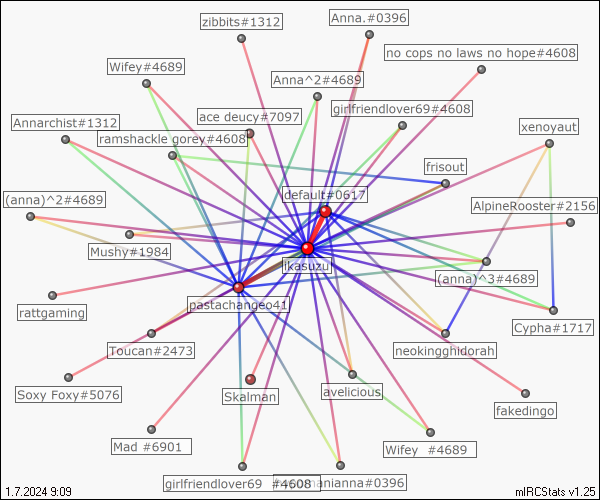 zibbits#1312
Anna.#0396
no cops no laws no hope#4608
Wifey#4689
Anna^2#4689
ace deucy#7097
girlfriendlover69#4608
Annarchist#1312
ramshackle gorey#4608
xenoyaut
frisout
default#0617
(anna)^2#4689
AlpineRooster#2156
Mushy#1984
ikasuzu
(anna)^3#4689
pastachangeo41
rattgaming
Cypha#1717
Toucan#2473
neokingghidorah
Soxy Foxy#5076
Skalman
avelicious
fakedingo
Mad #6901
Wifey #4689
girlfriendlover69 #4608
manianna#0396
1.7.2024 9:09
mIRCStats v1.25